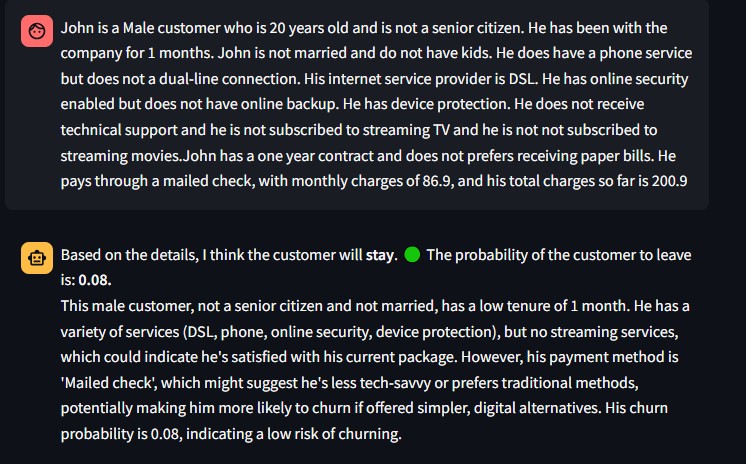 John is a Male customer who is 20 years old and is not a senior citizen. He has been with the
company for 1 months. John is not married and do not have kids. He does have a phone service
but does not a dual-line connection. His internet service provider is DSL. He has online security
enabled but does not have online backup. He has device protection. He does not receive
technical support and he is not subscribed to streaming TV and he is not not subscribed to
streaming movies.John has a one year contract and does not prefers receiving paper bills. He
pays through a mailed check, with monthly charges of 86.9, and his total charges so far is 200.9
Based on the details, I think the customer will stay. 🟢 The probability of the customer to leave
is: 0.08.
This male customer, not a senior citizen and not married, has a low tenure of 1 month. He has a
variety of services (DSL, phone, online security, device protection), but no streaming services,
which could indicate he's satisfied with his current package. However, his payment method is
'Mailed check', which might suggest he's less tech-savvy or prefers traditional methods,
potentially making him more likely to churn if offered simpler, digital alternatives. His churn
probability is 0.08, indicating a low risk of churning.